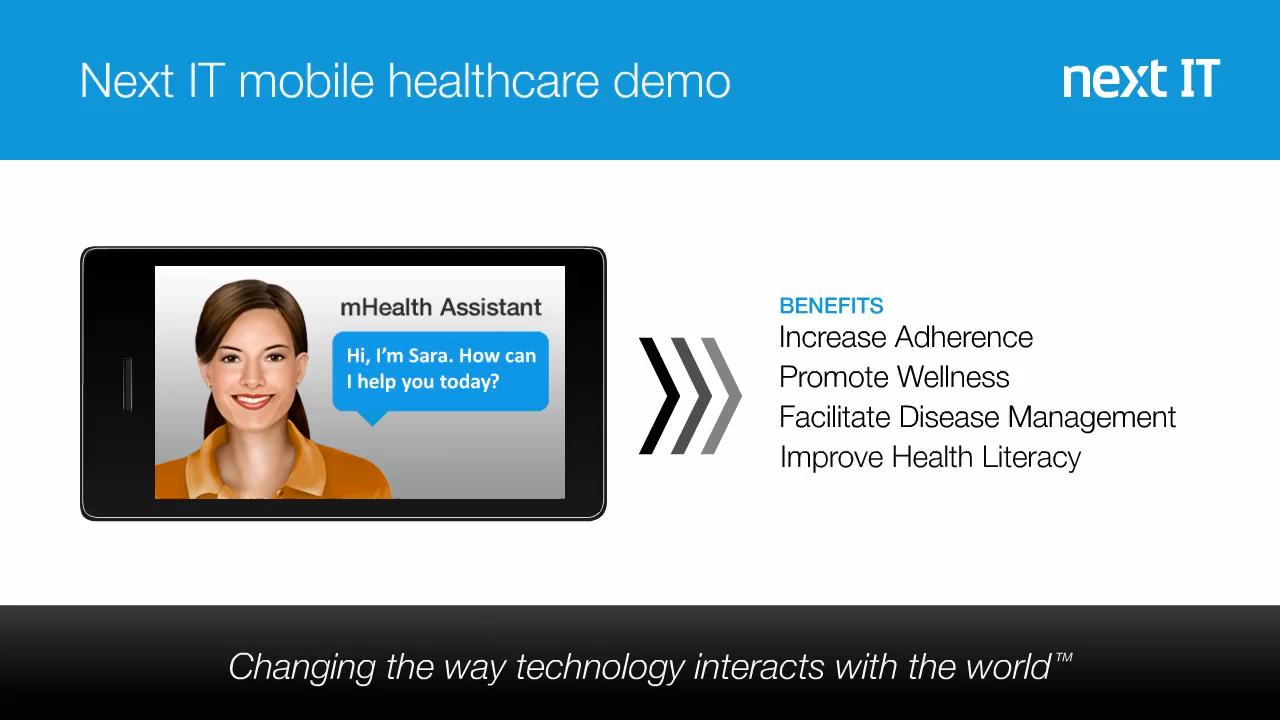 Next IT mobile healthcare demo
next IT
mHealth Assistant
Hi, I'm Sara. How can
I help you today?
BENEFITS
Increase Adherence
Promote Wellness
Facilitate Disease Management
Improve Health Literacy
Changing the way technology interacts with the world™